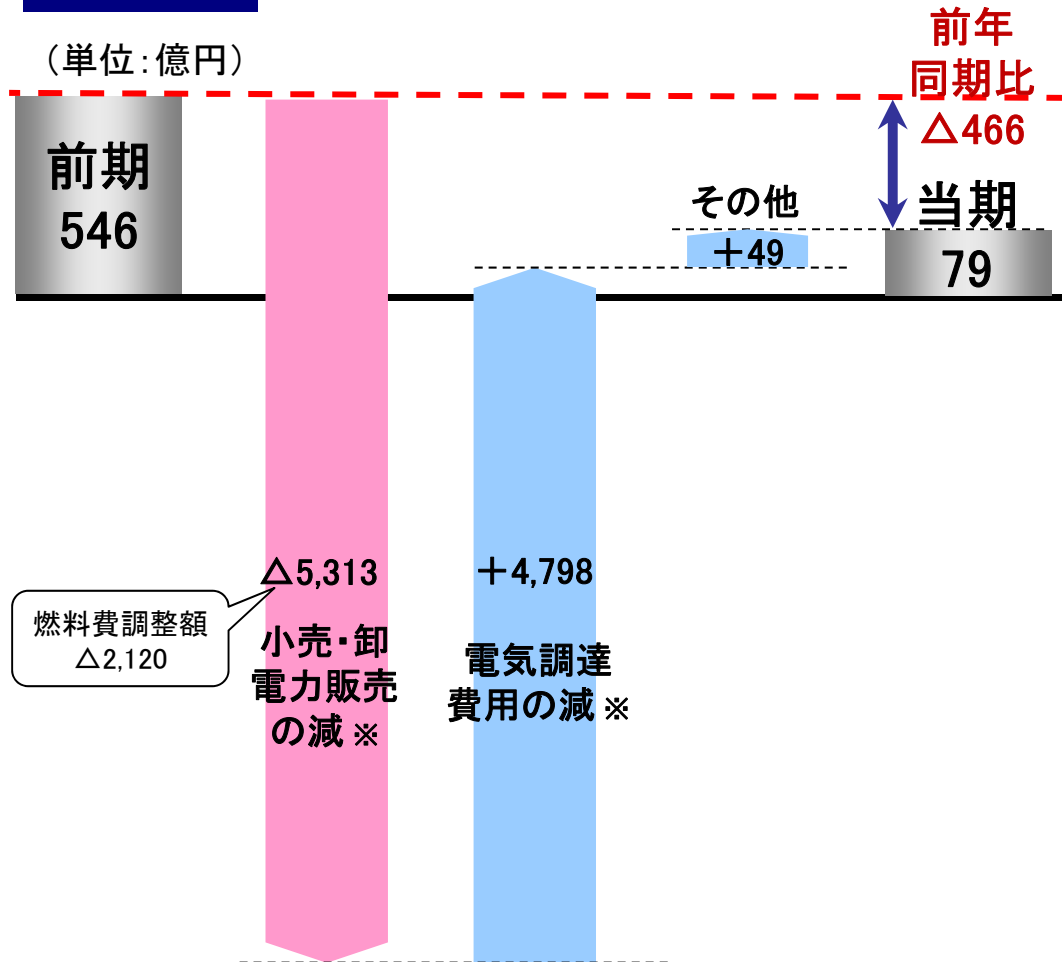 （単位：億円）
前年
同期比
△466
前期
546
その他
＋49
当期
79
△5,313
＋4,798
燃料費調整額
△2,120
小売・卸
電力販売
の減※
電気調達
費用の減※